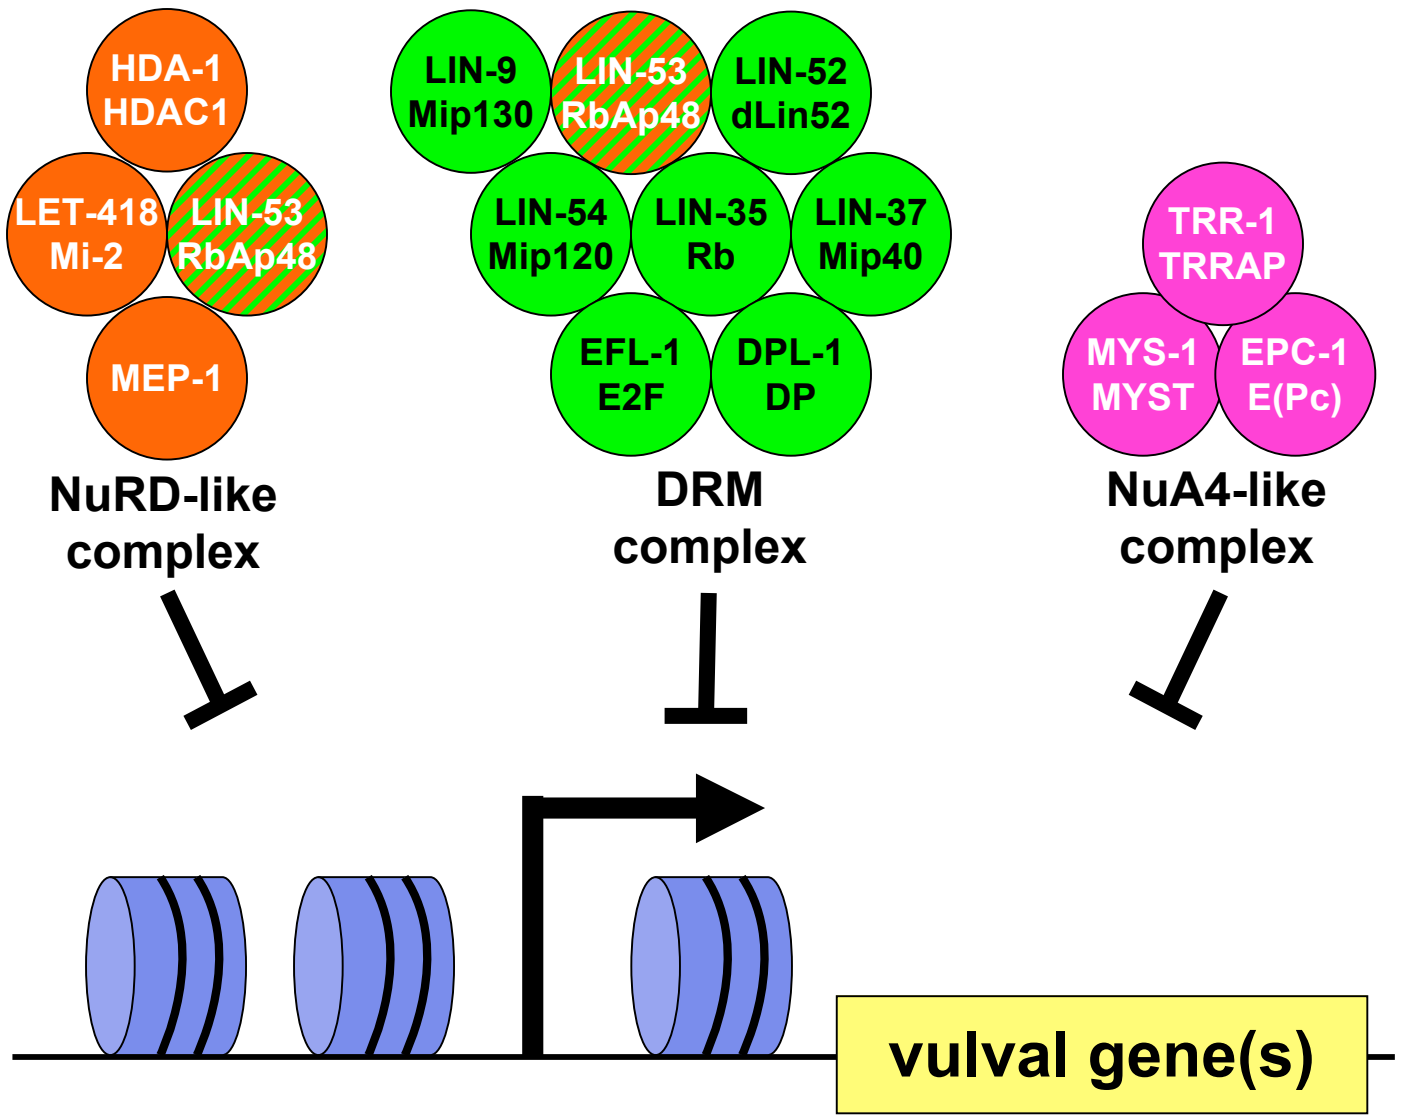 HDA-1
HDAC1
LET-418
Mi-2
LIN-53
RbAp48
MEP-1
NuRD-like
complex
LIN-9
Mip130
LIN-53
RbAp48
LIN-52
dLin52
LIN-54
Mip120
LIN-35
Rb
LIN-37
Mip40
EFL-1
E2F
DPL-1
DP
DRM
complex
TRR-1
TRRAP
MYS-1
MYST
EPC-1
E(Pc)
NuA4-like
complex
vulval gene(s)